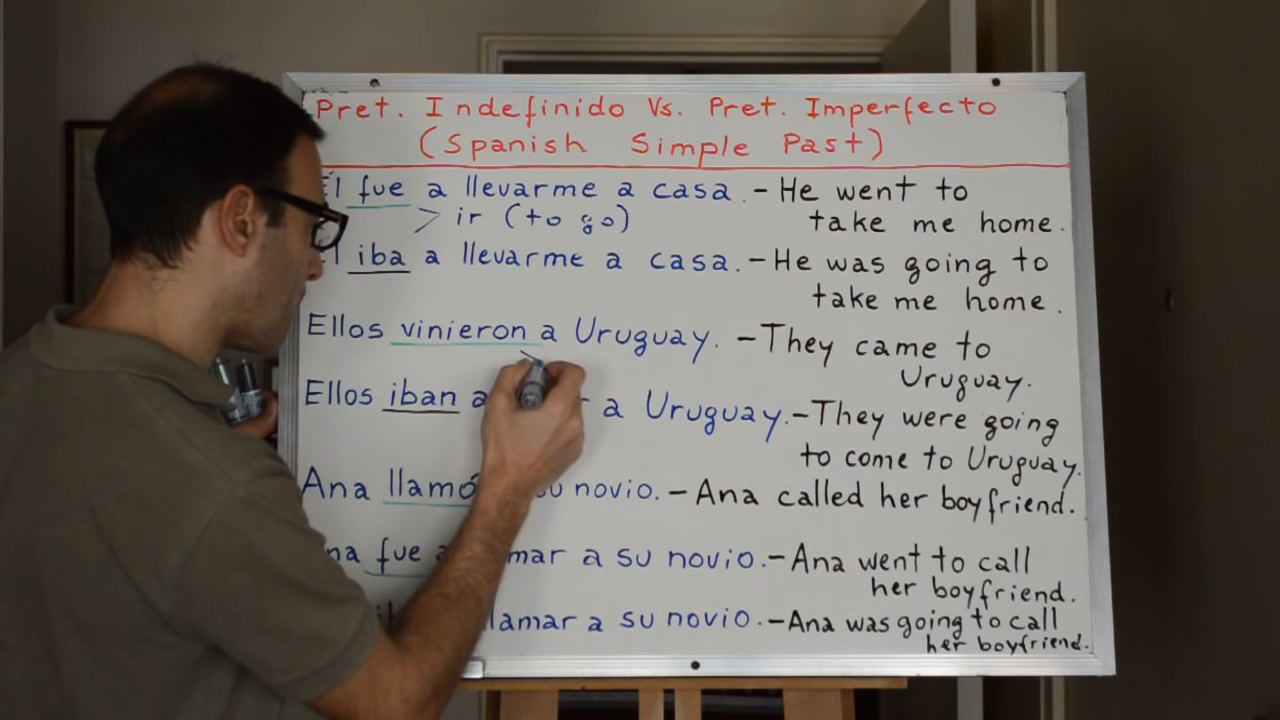 Pret. Indefinido Vs. Pret. Imperfecto
(Spanish Simple Past)
fue a llevarme a casa. - He went to
take me home.
> ir (to go)
iba a llevarme a casa. - He was going to
take me home.
Ellos vinieron a Uruguay. - They came to
Uruguay.
Ellos iban a Uruguay. - They were going
to come to Uruguay.
Ana llamó novio. - Ana called her boyfriend.
fue a su novio. - Ana went to call
her boyfriend.
a su novio. - Ana was going to call
her boyfriend.